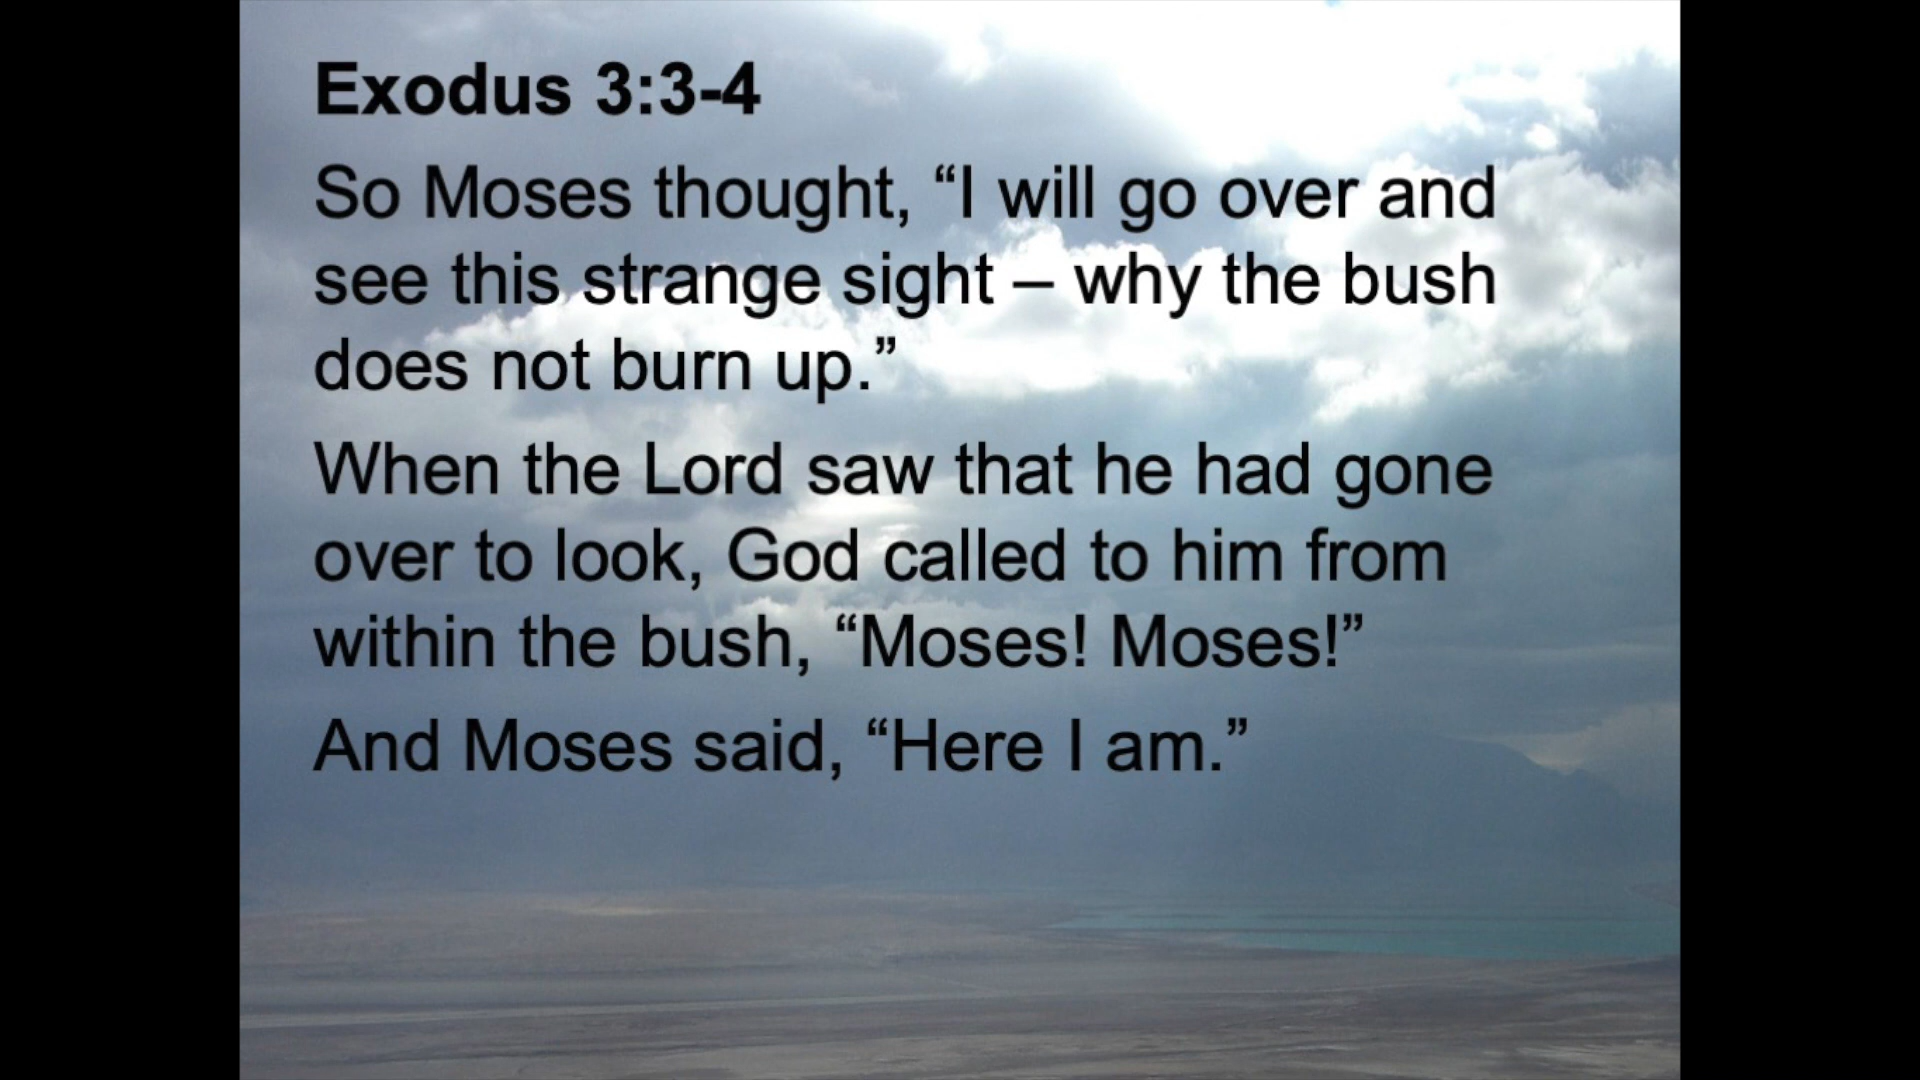 Exodus 3:3-4
So Moses thought, “I will go over and
see this strange sight – why the bush
does not burn up.”
When the Lord saw that he had gone
over to look, God called to him from
within the bush, “Moses! Moses!”
And Moses said, “Here I am.”